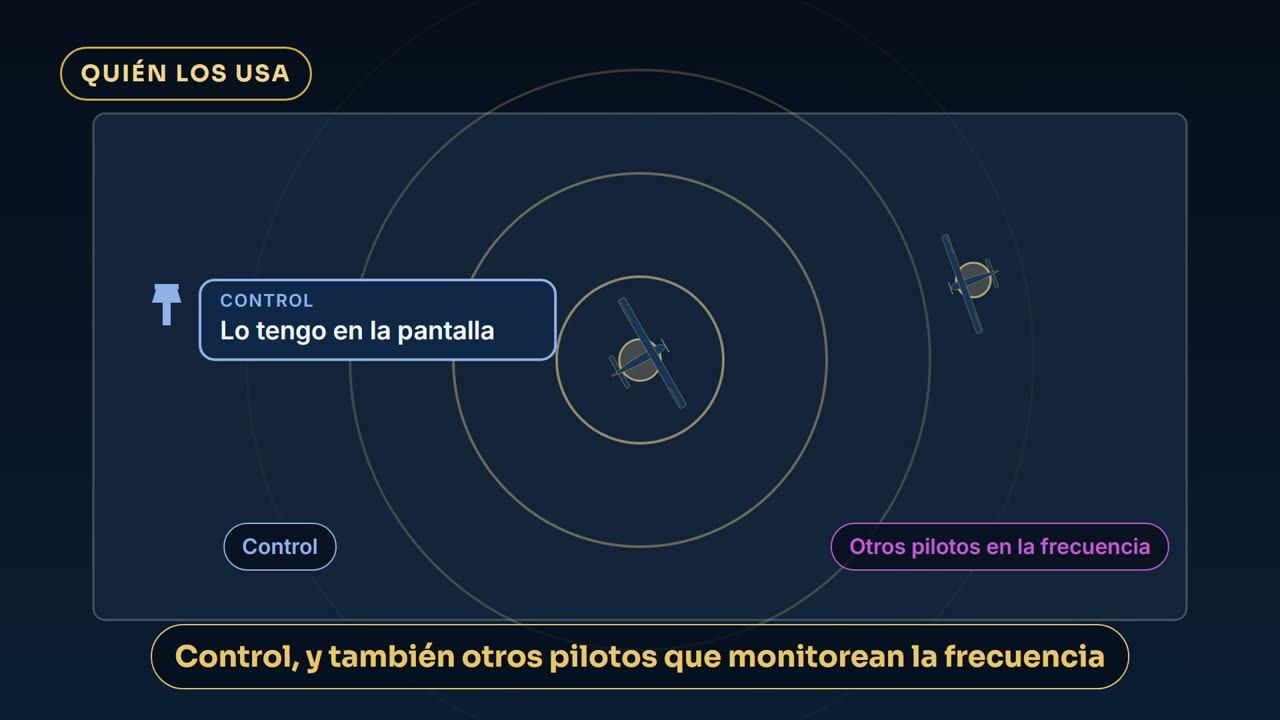 QUIÉN LOS USA
CONTROL
Lo tengo en la pantalla
Control
Otros pilotos en la frecuencia
Control, y también otros pilotos que monitorean la frecuencia